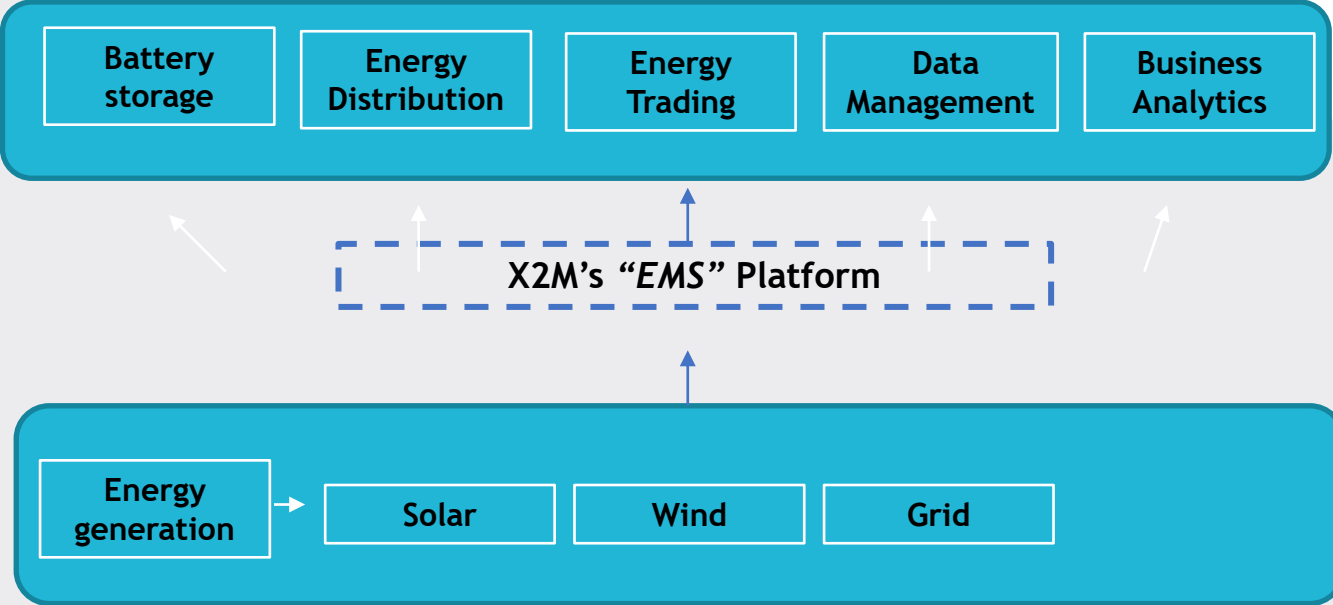 Battery
storage
Energy
Distribution
Energy
Trading
Data
Management
Business
Analytics
X2M’s “EMS” Platform
Energy
generation
Solar
Wind
Grid